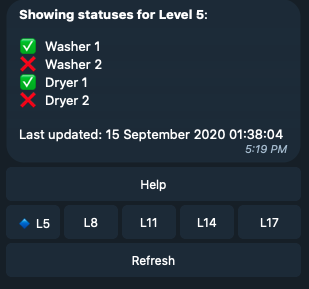 Showing statuses for Level 5:
✅ Washer 1
❌ Washer 2
✅ Dryer 1
❌ Dryer 2
Last updated: 15 September 2020 01:38:04
5:19 PM
Help
🔹 L5 L8 L11 L14 L17
Refresh